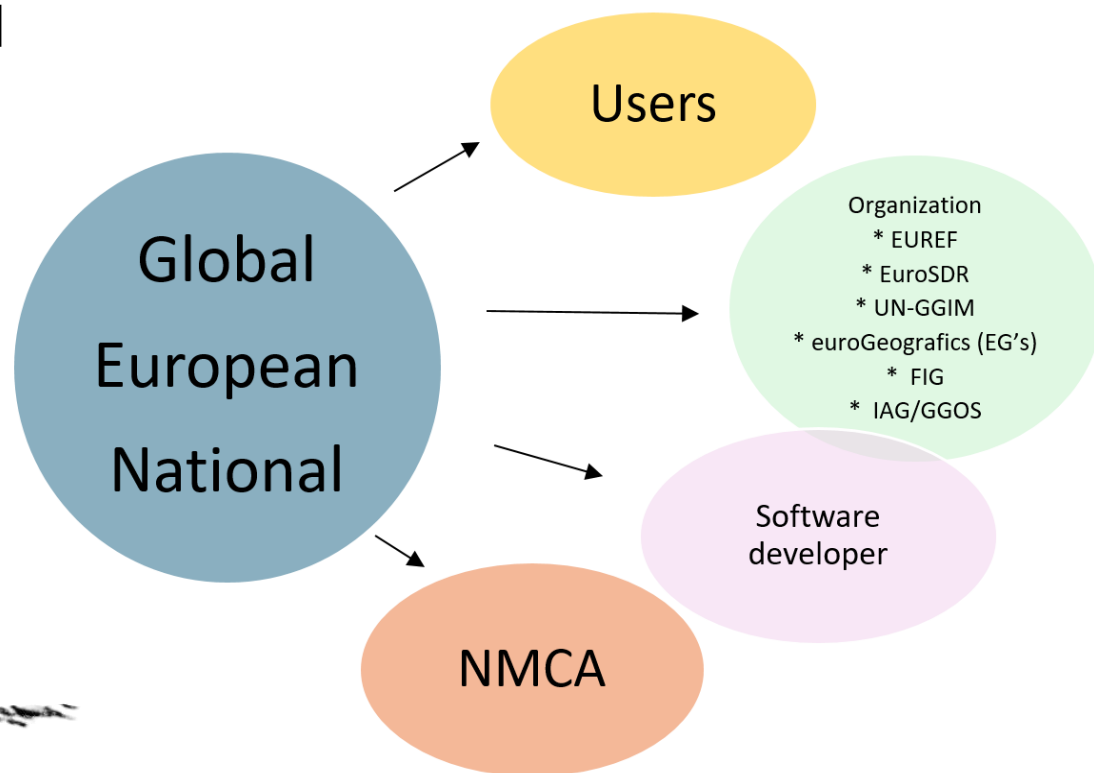 Global
European
National
Users
Organization
* EUREF
* EuroSDR
* UN-GGIM
* euroGeografics (EG’s)
* FIG
* IAG/GGOS
Software
developer
NMCA